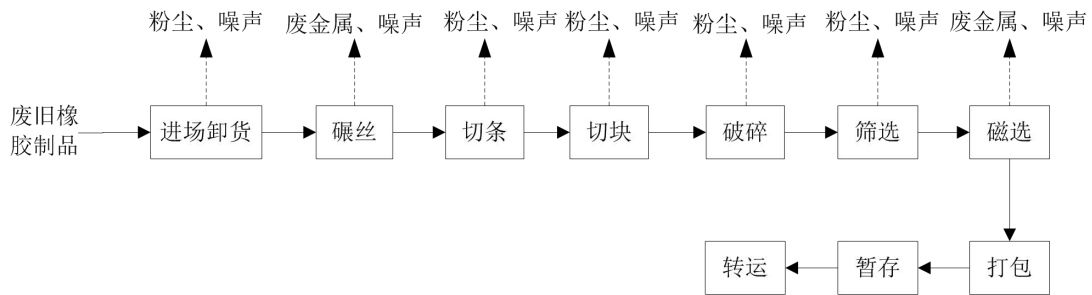 粉尘、噪声
废金属、噪声
粉尘、噪声
粉尘、噪声
粉尘、噪声
粉尘、噪声
废金属、噪声
废旧橡
胶制品
进场卸货
碾丝
切条
切块
破碎
筛选
磁选
转运
暂存
打包